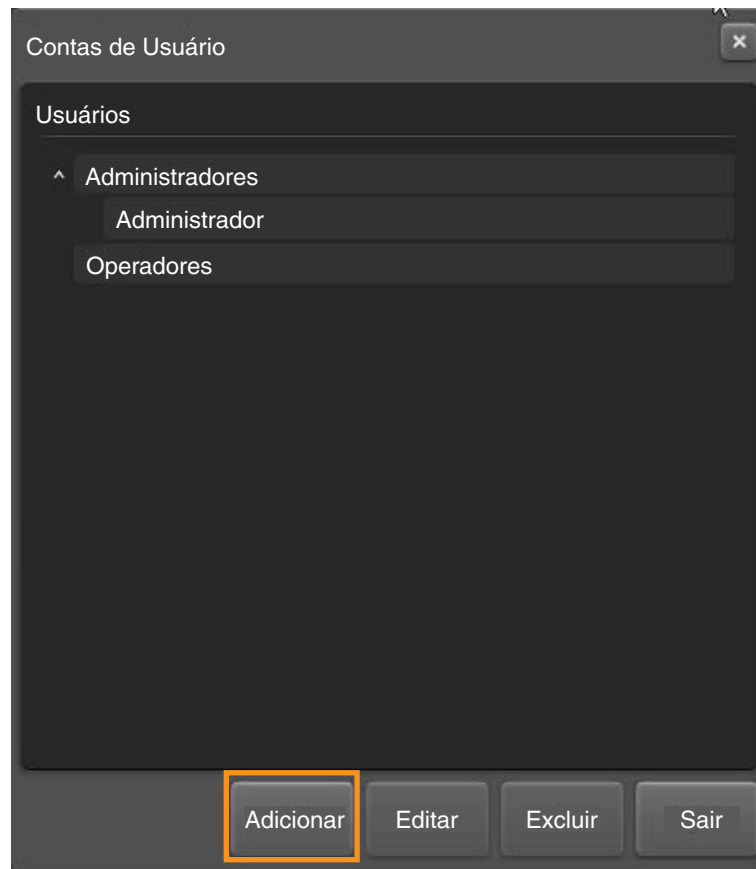 Contas de Usuário
Usuários
Administradores
Administrador
Operadores
Adicionar Editar Excluir Sair